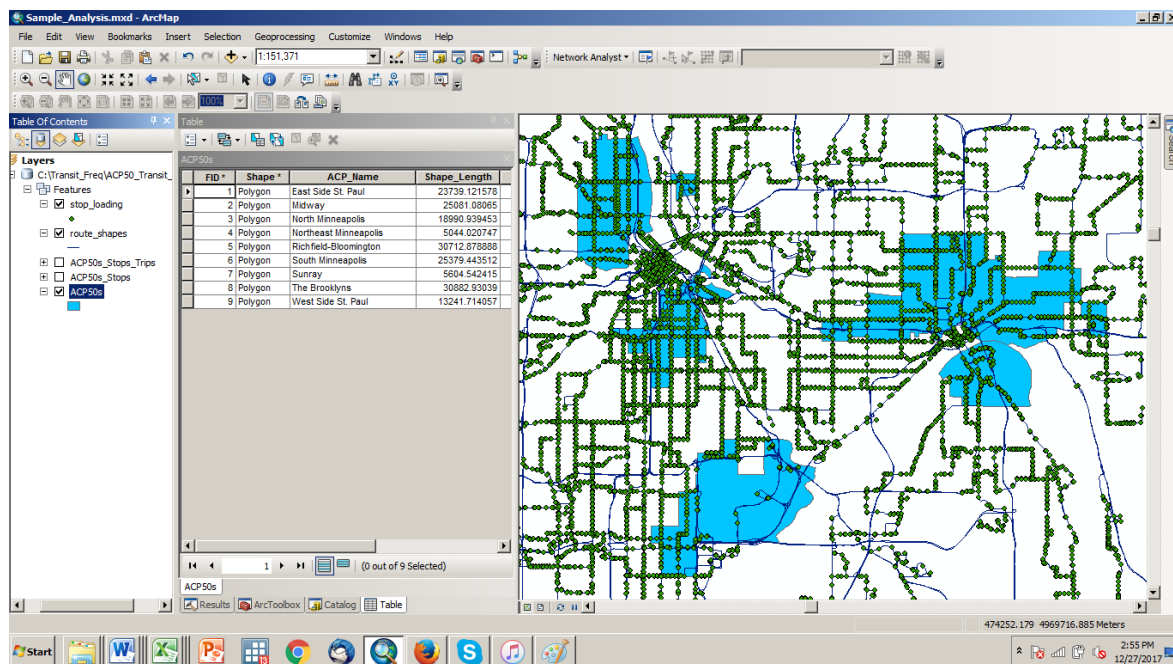 Sample_Analysis.mxd - ArcMap
File Edit View Bookmarks Insert Selection Geoprocessing Customize Windows Help
1:151,371
Network Analyst
100%
Table Of Contents
Table
Layers
C:\Transit_Freq\ACP50_Transit_
Features
stop_loading
route_shapes
ACP50s_Stops_Trips
ACP50s_Stops
ACP50s
ACP50s
FID * Shape * ACP_Name Shape_Length
1 Polygon East Side St. Paul 23739.121578
2 Polygon Midway 25081.08065
3 Polygon North Minneapolis 18990.939453
4 Polygon Northeast Minneapolis 5044.020747
5 Polygon Richfield-Bloomington 30712.878888
6 Polygon South Minneapolis 25379.443512
7 Polygon Sunray 5604.542415
8 Polygon The Brooklyns 30882.93039
9 Polygon West Side St. Paul 13241.714057
1 (0 out of 9 Selected)
ACP50s
Results ArcToolbox Catalog Table
474252.179 4969716.885 Meters
Start
2:55 PM
12/27/2017